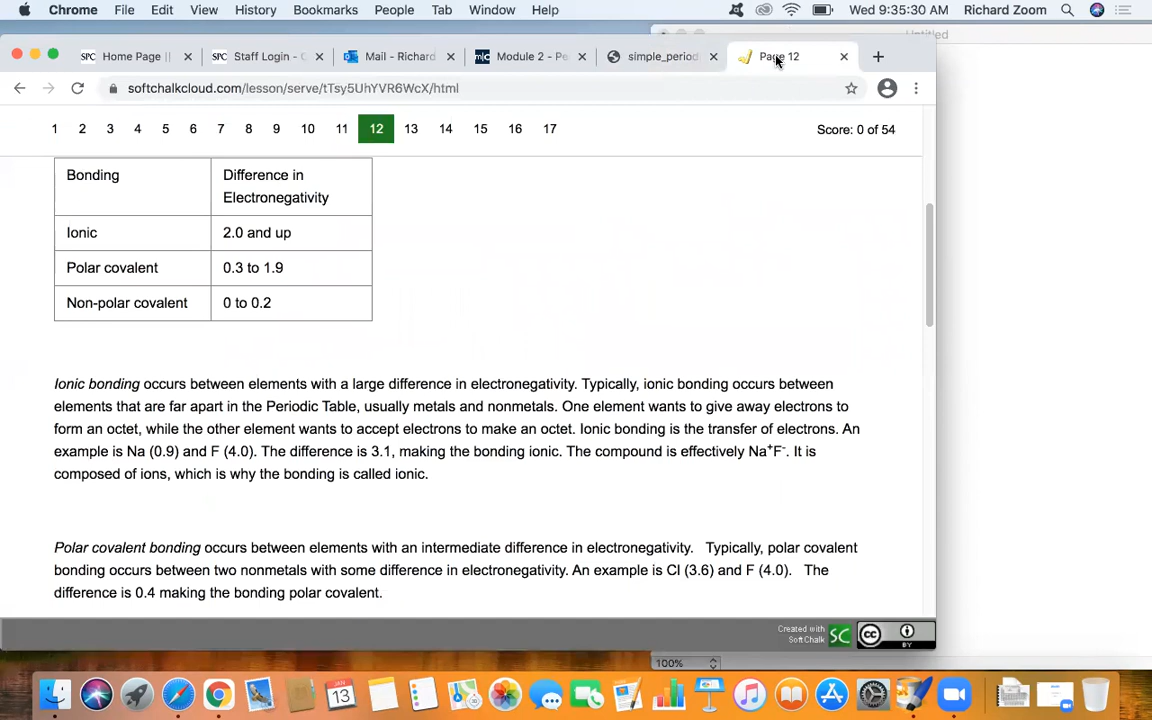 Chrome File Edit View History Bookmarks People Tab Window Help Wed 9:35:30 AM Richard Zoom
Untitled
SPC Home Page || SPC Staff Login - C Mail - Richard Module 2 - Pe simple_period Page 12
softchalkcloud.com/lesson/serve/tTsy5UhYVR6WcX/html
1 2 3 4 5 6 7 8 9 10 11 12 13 14 15 16 17 Score: 0 of 54
Bonding Difference in
Electronegativity
Ionic 2.0 and up
Polar covalent 0.3 to 1.9
Non-polar covalent 0 to 0.2
Ionic bonding occurs between elements with a large difference in electronegativity. Typically, ionic bonding occurs between
elements that are far apart in the Periodic Table, usually metals and nonmetals. One element wants to give away electrons to
form an octet, while the other element wants to accept electrons to make an octet. Ionic bonding is the transfer of electrons. An
example is Na (0.9) and F (4.0). The difference is 3.1, making the bonding ionic. The compound is effectively Na⁺F⁻. It is
composed of ions, which is why the bonding is called ionic.
Polar covalent bonding occurs between elements with an intermediate difference in electronegativity. Typically, polar covalent
bonding occurs between two nonmetals with some difference in electronegativity. An example is Cl (3.6) and F (4.0). The
difference is 0.4 making the bonding polar covalent.
Created with
SoftChalk SC cc BY
100%
JAN
13